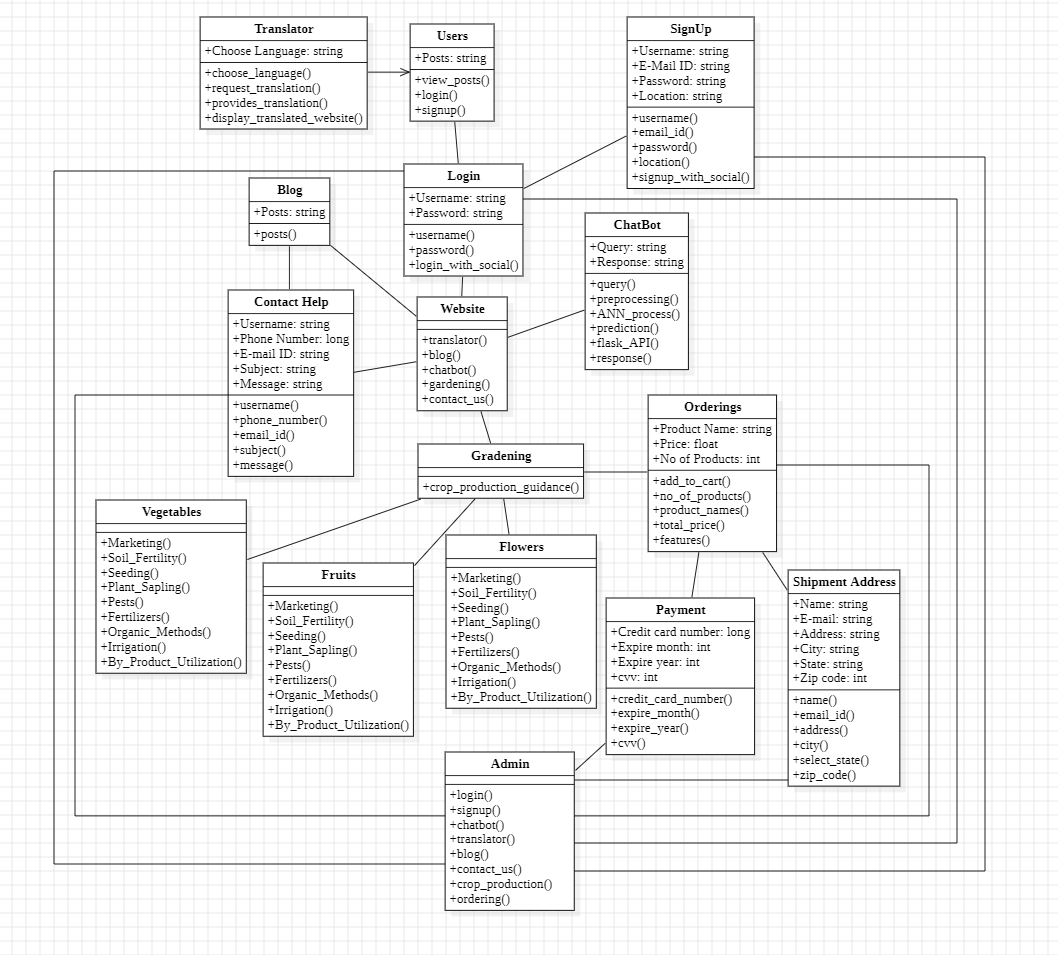 Translator
+Choose Language: string
+choose_language()
+request_translation()
+provides_translation()
+display_translated_website()
Users
+Posts: string
+view_posts()
+login()
+signup()
SignUp
+Username: string
+E-Mail ID: string
+Password: string
+Location: string
+username()
+email_id()
+password()
+location()
+signup_with_social()
Login
+Username: string
+Password: string
+username()
+password()
+login_with_social()
Blog
+Posts: string
+posts()
ChatBot
+Query: string
+Response: string
+query()
+preprocessing()
+ANN_process()
+prediction()
+flask_API()
+response()
Contact Help
+Username: string
+Phone Number: long
+E-mail ID: string
+Subject: string
+Message: string
+username()
+phone_number()
+email_id()
+subject()
+message()
Website
+translator()
+blog()
+chatbot()
+gardening()
+contact_us()
Orderings
+Product Name: string
+Price: float
+No of Products: int
+add_to_cart()
+no_of_products()
+product_names()
+total_price()
+features()
Gradening
+crop_production_guidance()
Vegetables
+Marketing()
+Soil_Fertility()
+Seeding()
+Plant_Sapling()
+Pests()
+Fertilizers()
+Organic_Methods()
+Irrigation()
+By_Product_Utilization()
Fruits
+Marketing()
+Soil_Fertility()
+Seeding()
+Plant_Sapling()
+Pests()
+Fertilizers()
+Organic_Methods()
+Irrigation()
+By_Product_Utilization()
Flowers
+Marketing()
+Soil_Fertility()
+Seeding()
+Plant_Sapling()
+Pests()
+Fertilizers()
+Organic_Methods()
+Irrigation()
+By_Product_Utilization()
Payment
+Credit card number: long
+Expire month: int
+Expire year: int
+cvv: int
+credit_card_number()
+expire_month()
+expire_year()
+cvv()
Shipment Address
+Name: string
+E-mail: string
+Address: string
+City: string
+State: string
+Zip code: int
+name()
+email_id()
+address()
+city()
+select_state()
+zip_code()
Admin
+login()
+signup()
+chatbot()
+translator()
+blog()
+contact_us()
+crop_production()
+ordering()